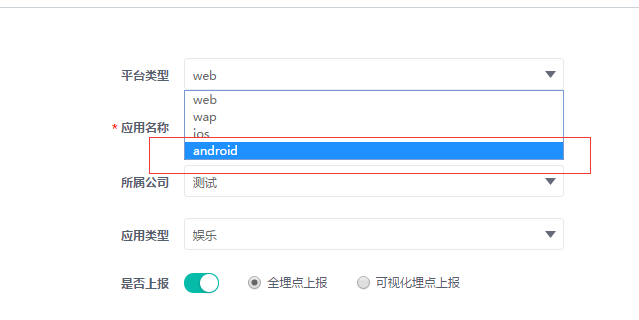 平台类型 web
web
wap
* 应用名称
ios
android
所属公司 测试
应用类型 娱乐
是否上报 全埋点上报 可视化埋点上报